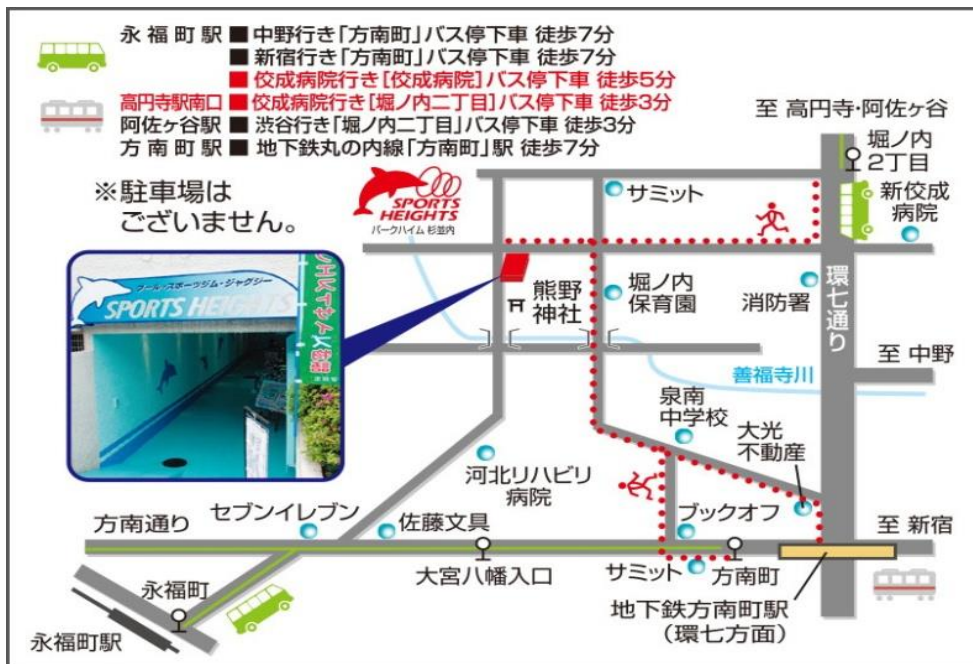 永福町駅 ■ 中野行き「方南町」バス停下車 徒歩7分
■ 新宿行き「方南町」バス停下車 徒歩7分
■ 佼成病院行き[佼成病院]バス停下車 徒歩5分
高円寺駅南口 ■ 佼成病院行き[堀ノ内二丁目]バス停下車 徒歩3分
阿佐ヶ谷駅 ■ 渋谷行き「堀ノ内二丁目」バス停下車 徒歩3分
方南町駅 ■ 地下鉄丸の内線「方南町」駅 徒歩7分
至 高円寺・阿佐ヶ谷
堀ノ内
2丁目
※駐車場は
ございません。
SPORTS
HEIGHTS
パークハイム 杉並内
サミット
新佼成
病院
プール・スポーツジム・ジャグジー
SPORTS HEIGHTS
熊野
神社
堀ノ内
保育園
消防署
環七通り
至 中野
善福寺川
泉南
中学校
大光
不動産
河北リハビリ
病院
方南通り
セブンイレブン
佐藤文具
ブックオフ
至 新宿
永福町
大宮八幡入口
サミット
方南町
永福町駅
地下鉄方南町駅
（環七方面）